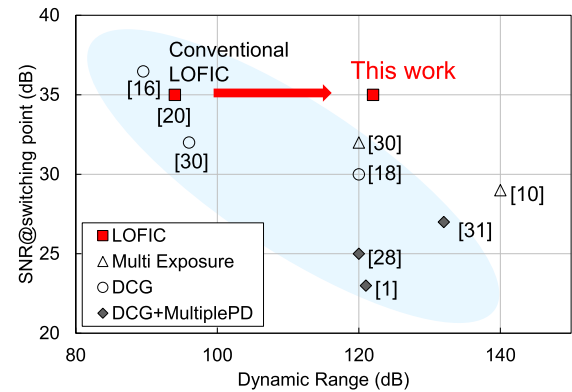 40
35
30
25
20
SNR@switching point (dB)
Conventional
LOFIC
This work
[16]
[20]
[30]
[30]
[18]
[10]
[31]
[28]
[1]
LOFIC
Multi Exposure
DCG
DCG+MultiplePD
80
100
120
140
Dynamic Range (dB)